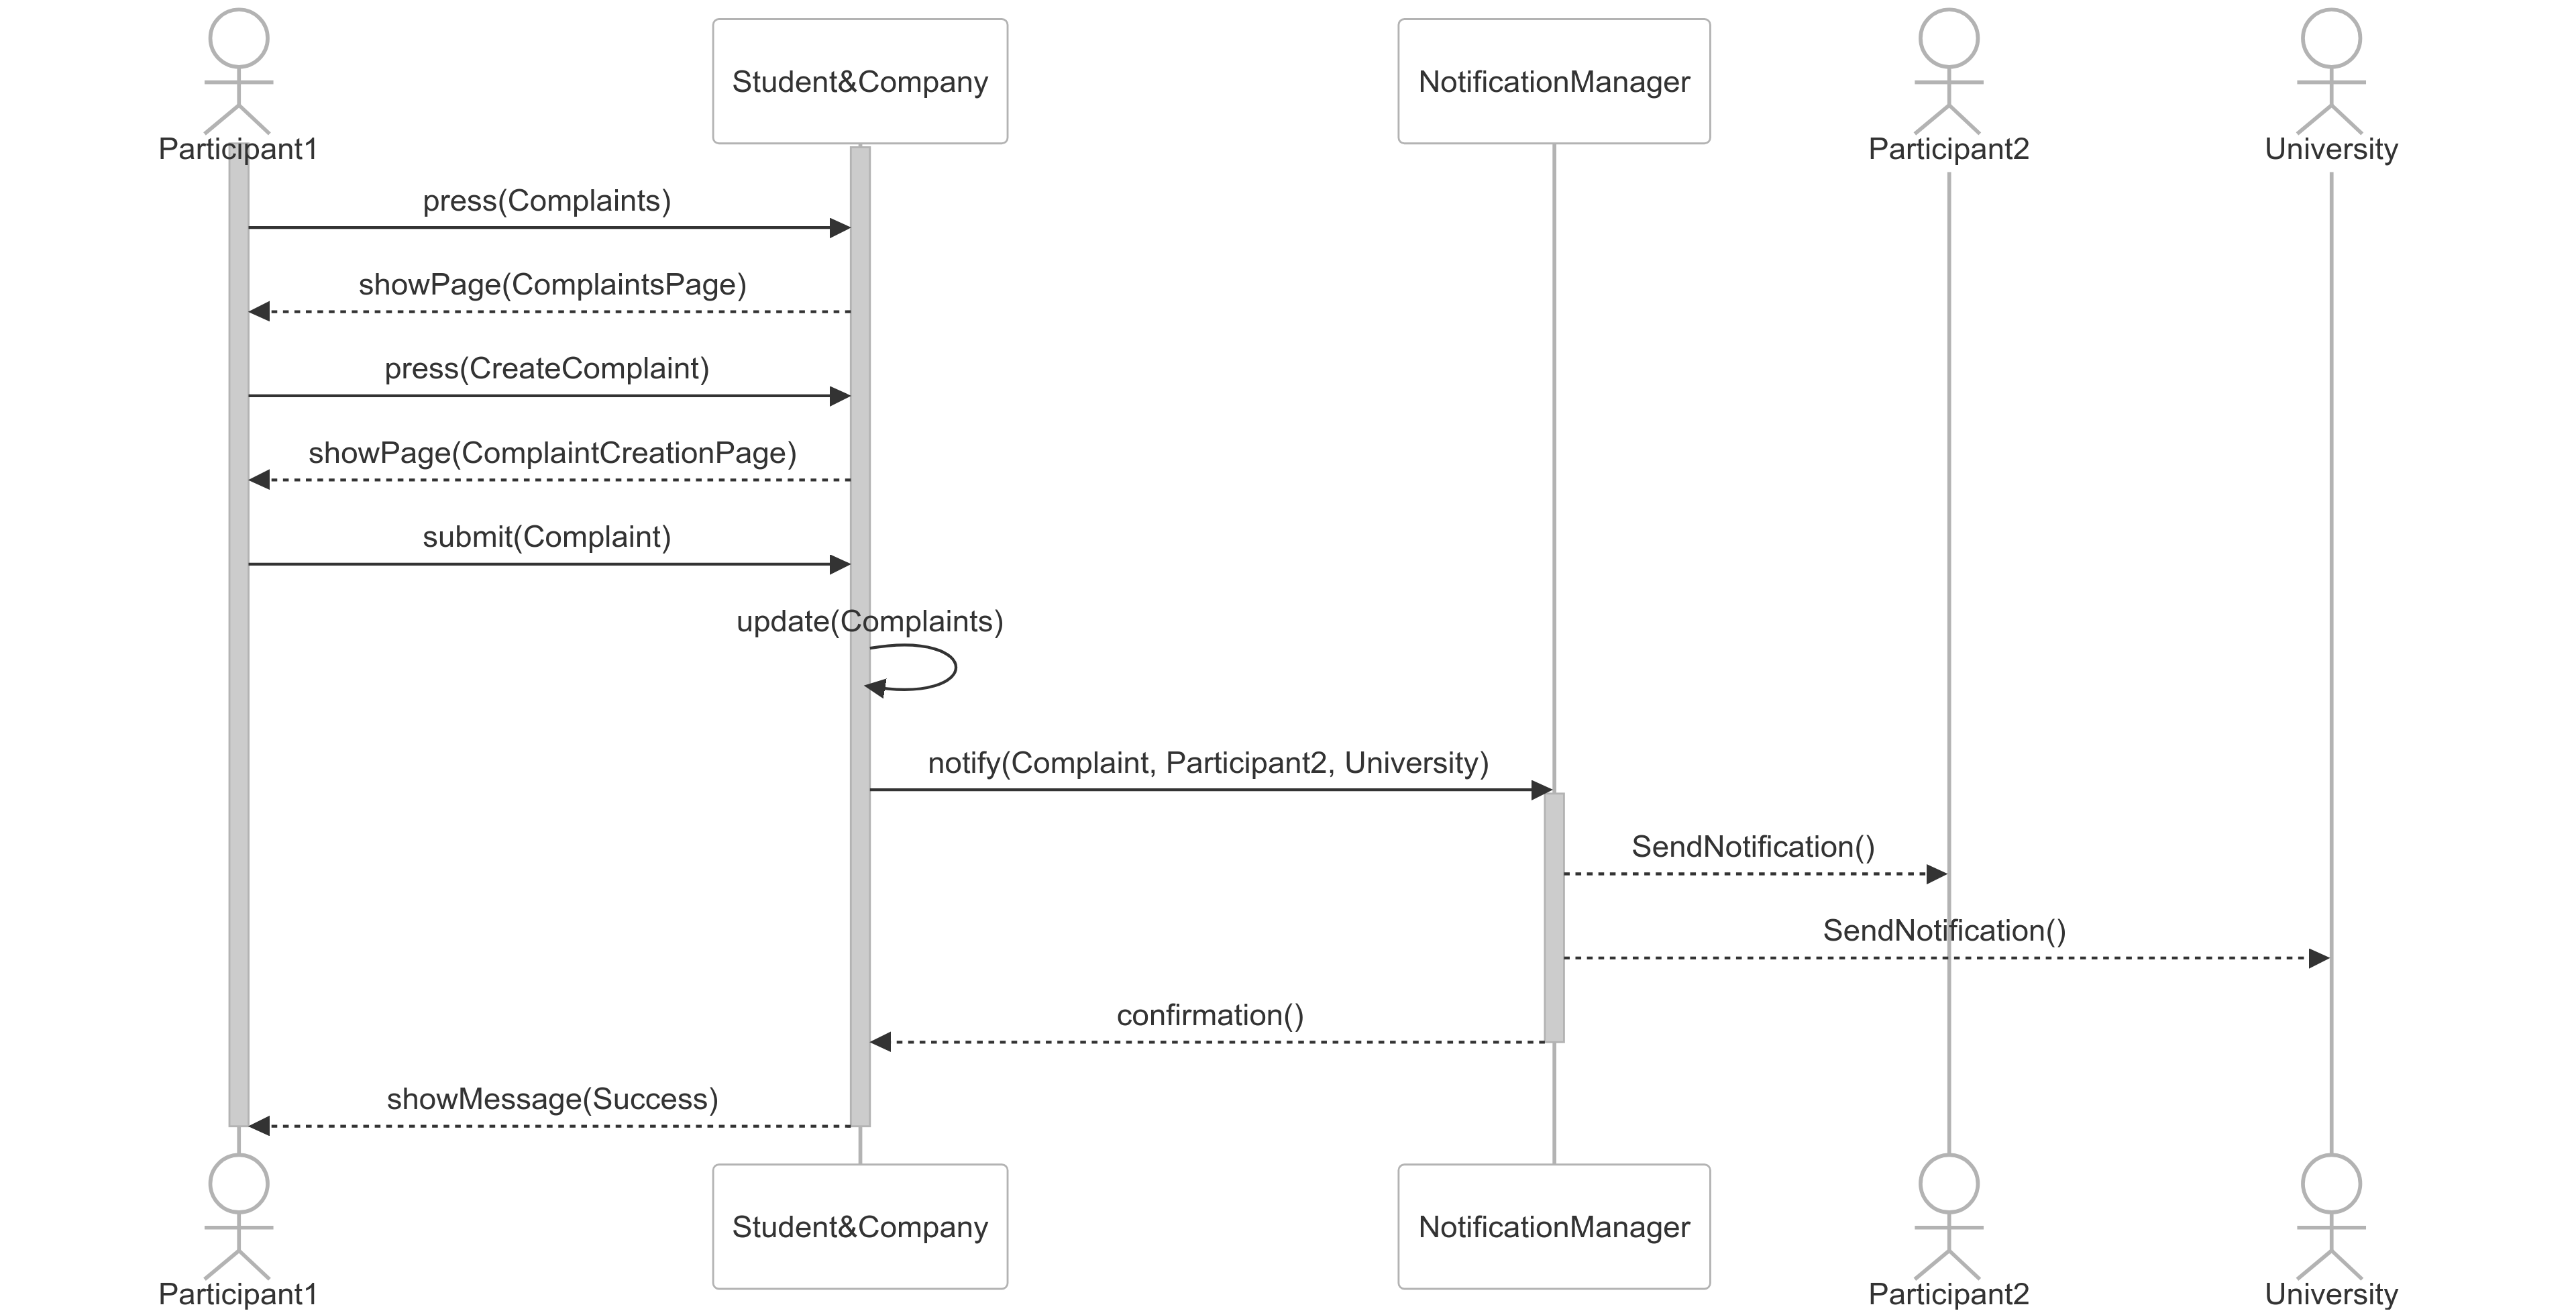 Participant1
Student&Company
NotificationManager
Participant2
University
press(Complaints)
showPage(ComplaintsPage)
press(CreateComplaint)
showPage(ComplaintCreationPage)
submit(Complaint)
update(Complaints)
notify(Complaint, Participant2, University)
SendNotification()
SendNotification()
confirmation()
showMessage(Success)
Participant1
Student&Company
NotificationManager
Participant2
University